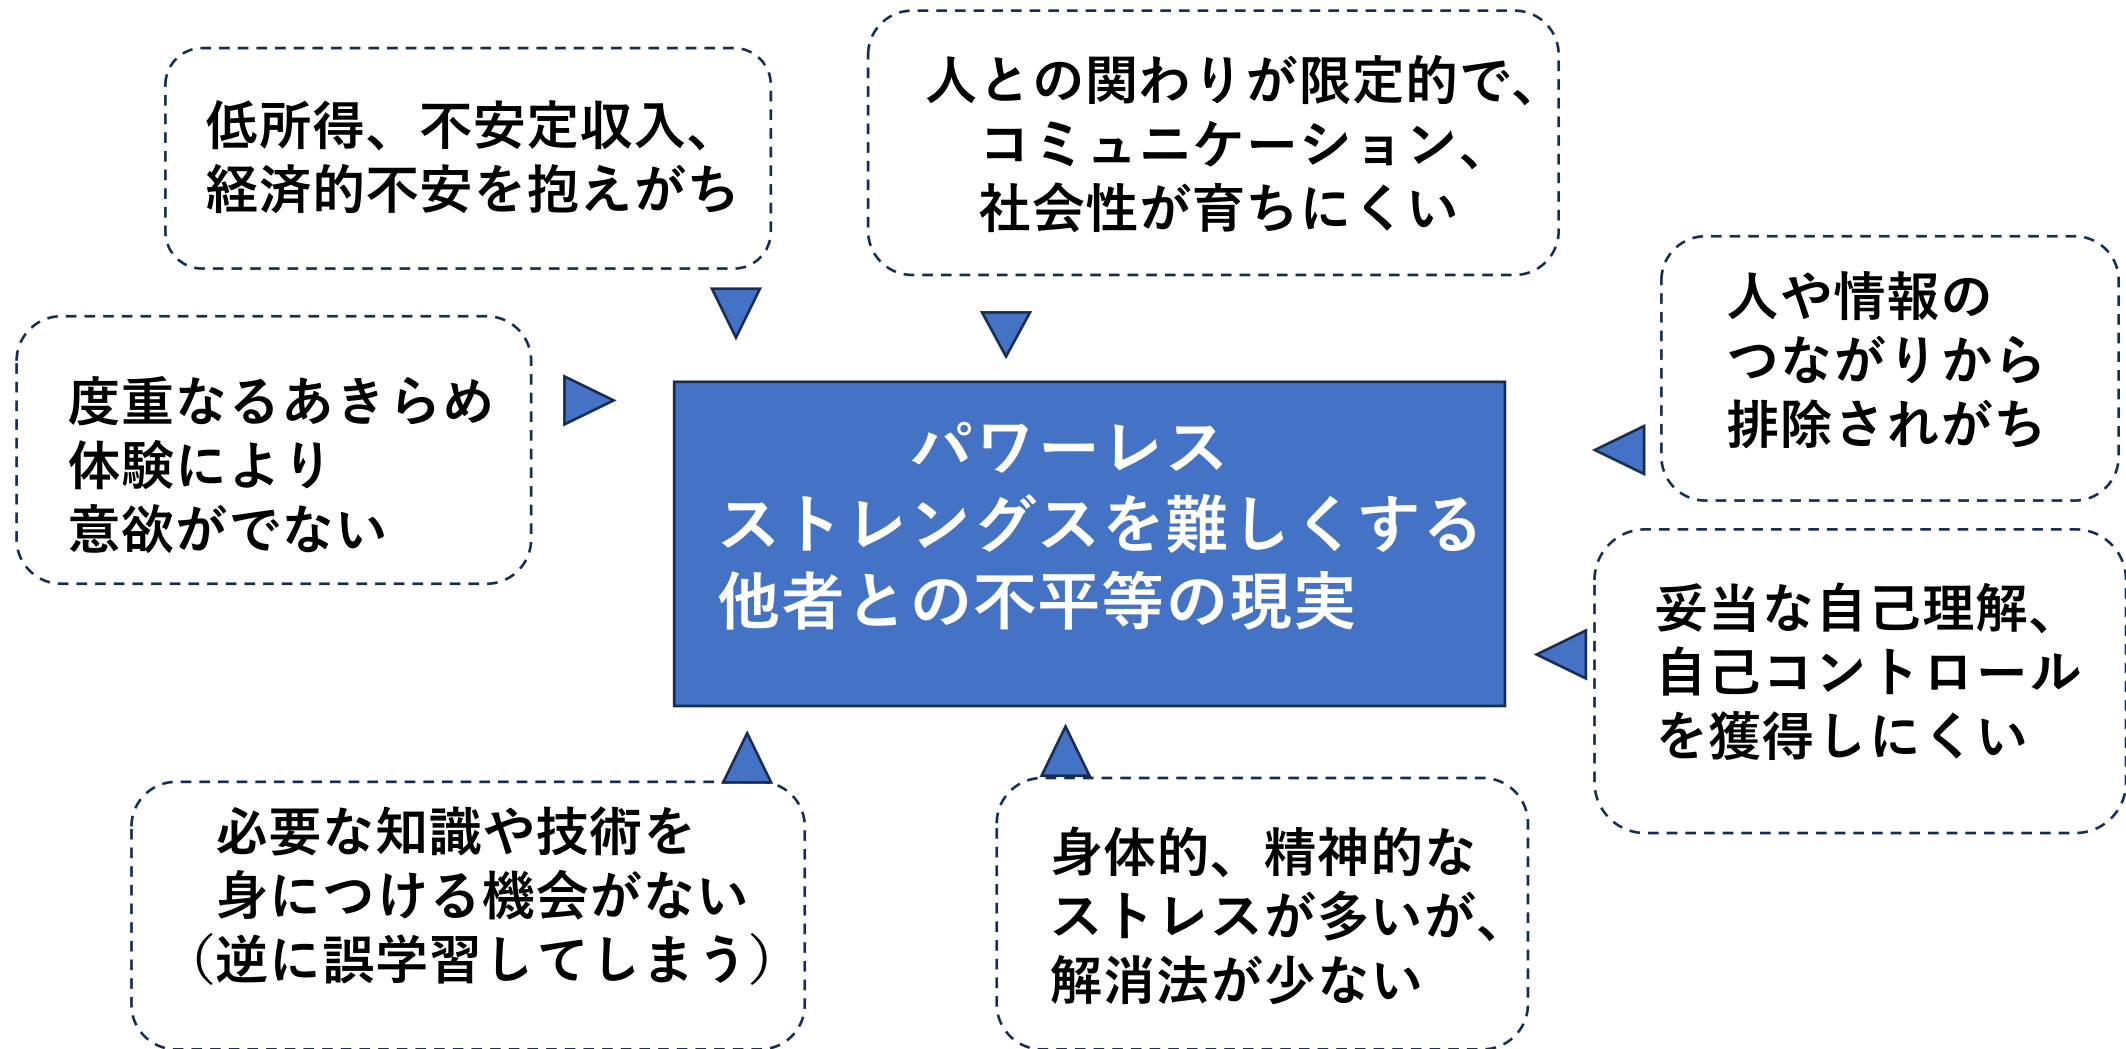 低所得、不安定収入、
経済的不安を抱えがち
人との関わりが限定的で、
コミュニケーション、
社会性が育ちにくい
人や情報の
つながりから
排除されがち
度重なるあきらめ
体験により
意欲がでない
パワーレス
ストレングスを難しくする
他者との不平等の現実
妥当な自己理解、
自己コントロール
を獲得しにくい
必要な知識や技術を
身につける機会がない
（逆に誤学習してしまう）
身体的、精神的な
ストレスが多いが、
解消法が少ない